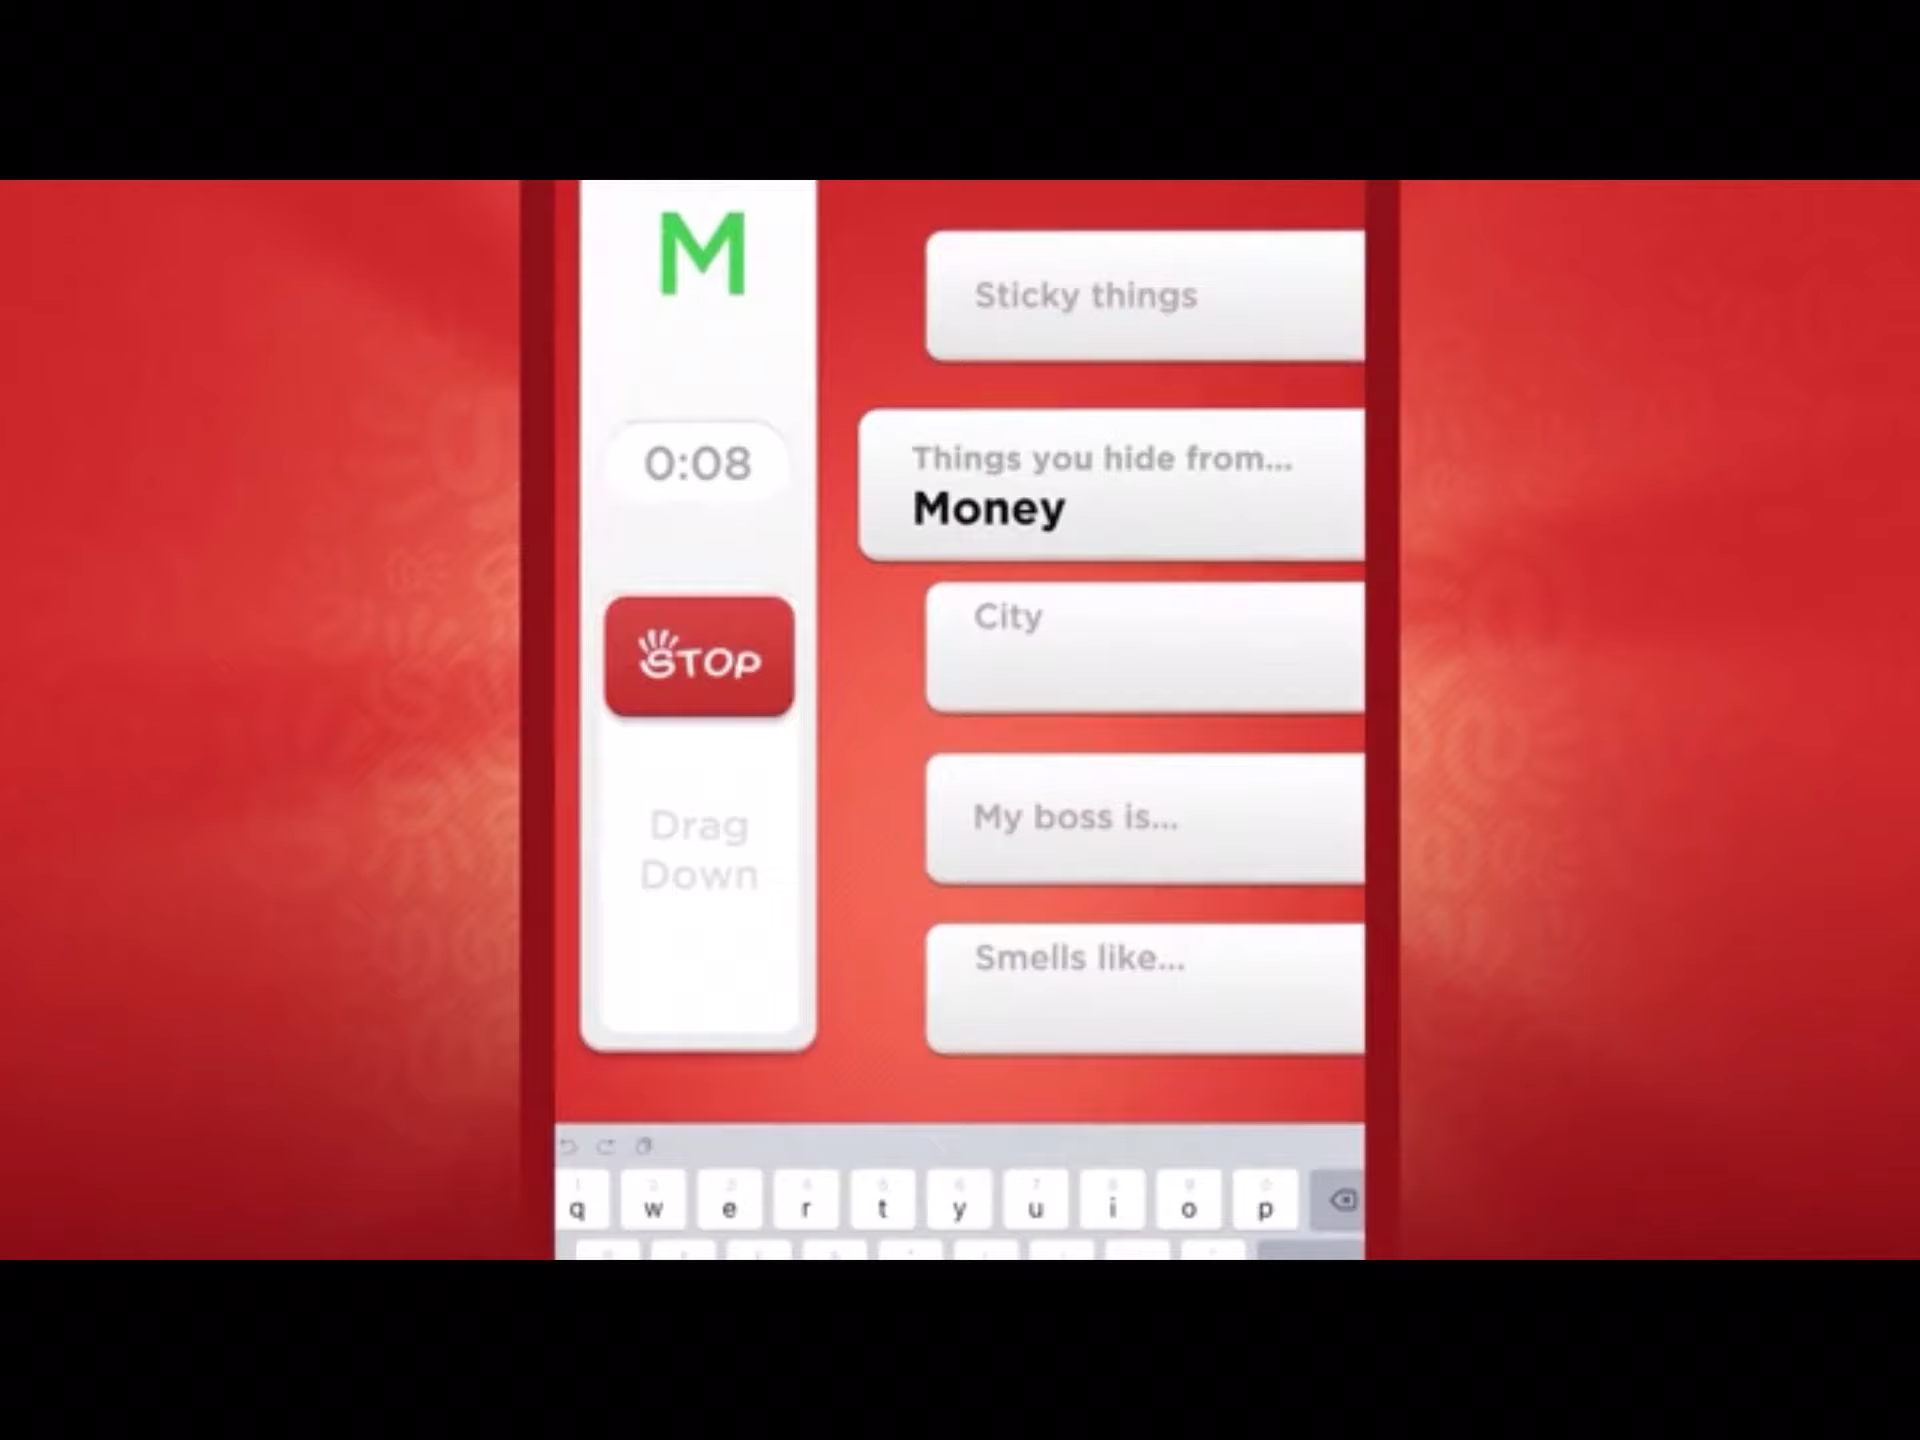 M
0:08
STOP
Drag
Down
Sticky things
Things you hide from...
Money
City
My boss is...
Smells like...
q w e r t y u i o p